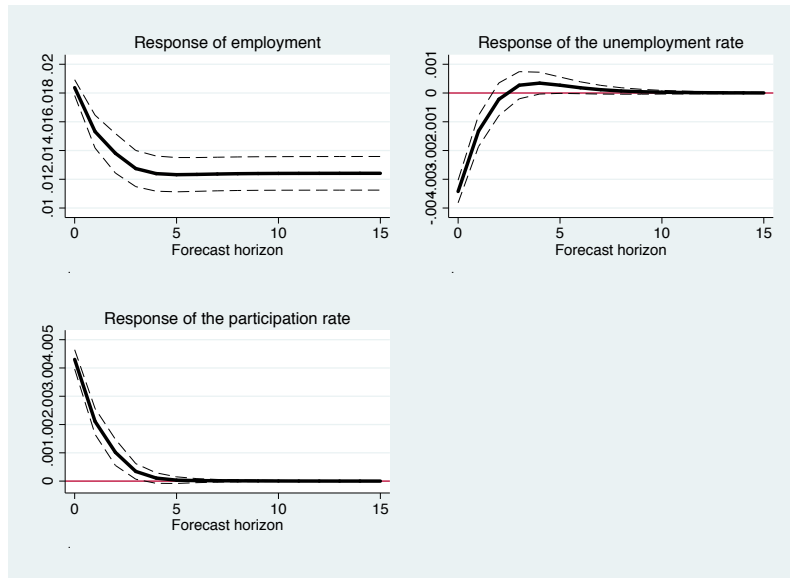 Response of employment
.01 .012.014.016.018 .02
0 5 10 15
Forecast horizon
Response of the unemployment rate
-.004.003.002.001 0 .001
0 5 10 15
Forecast horizon
Response of the participation rate
0 .001.002.003.004.005
0 5 10 15
Forecast horizon